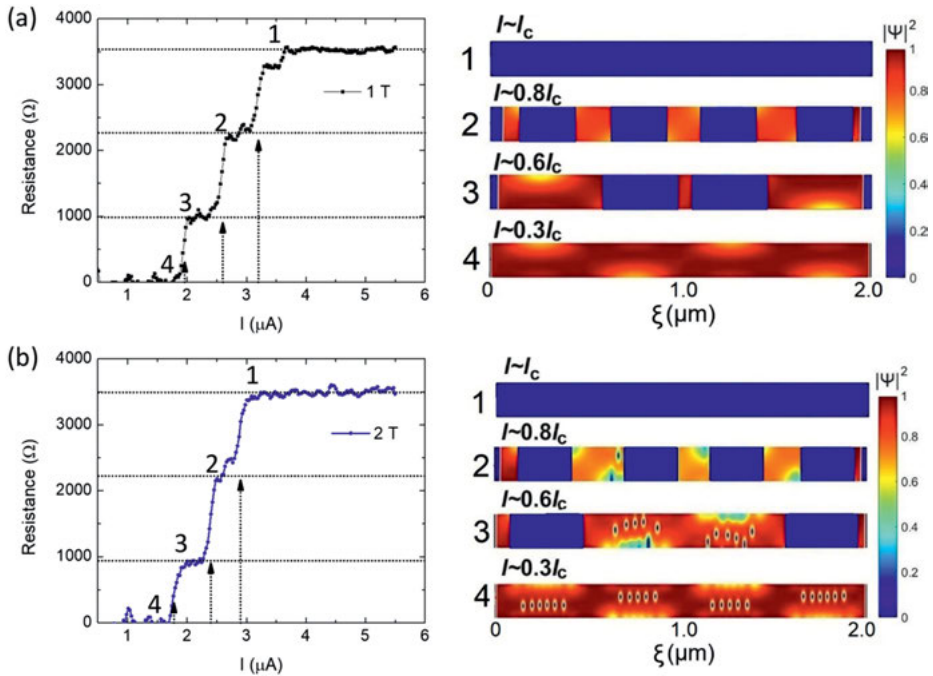 (a)
4000
3000
2000
1000
0
Resistance (Ω)
1
2
3
4
1 T
1 2 3 4 5 6
I (μA)
I~Ic
1
I~0.8Ic
2
I~0.6Ic
3
I~0.3Ic
4
0 1.0 2.0
ξ (μm)
|Ψ|²
1
0.8
0.6
0.4
0.2
0
(b)
4000
3000
2000
1000
0
Resistance (Ω)
1
2
3
4
2 T
1 2 3 4 5 6
I (μA)
I~Ic
1
I~0.8Ic
2
I~0.6Ic
3
I~0.3Ic
4
0 1.0 2.0
ξ (μm)
|Ψ|²
1
0.8
0.6
0.4
0.2
0